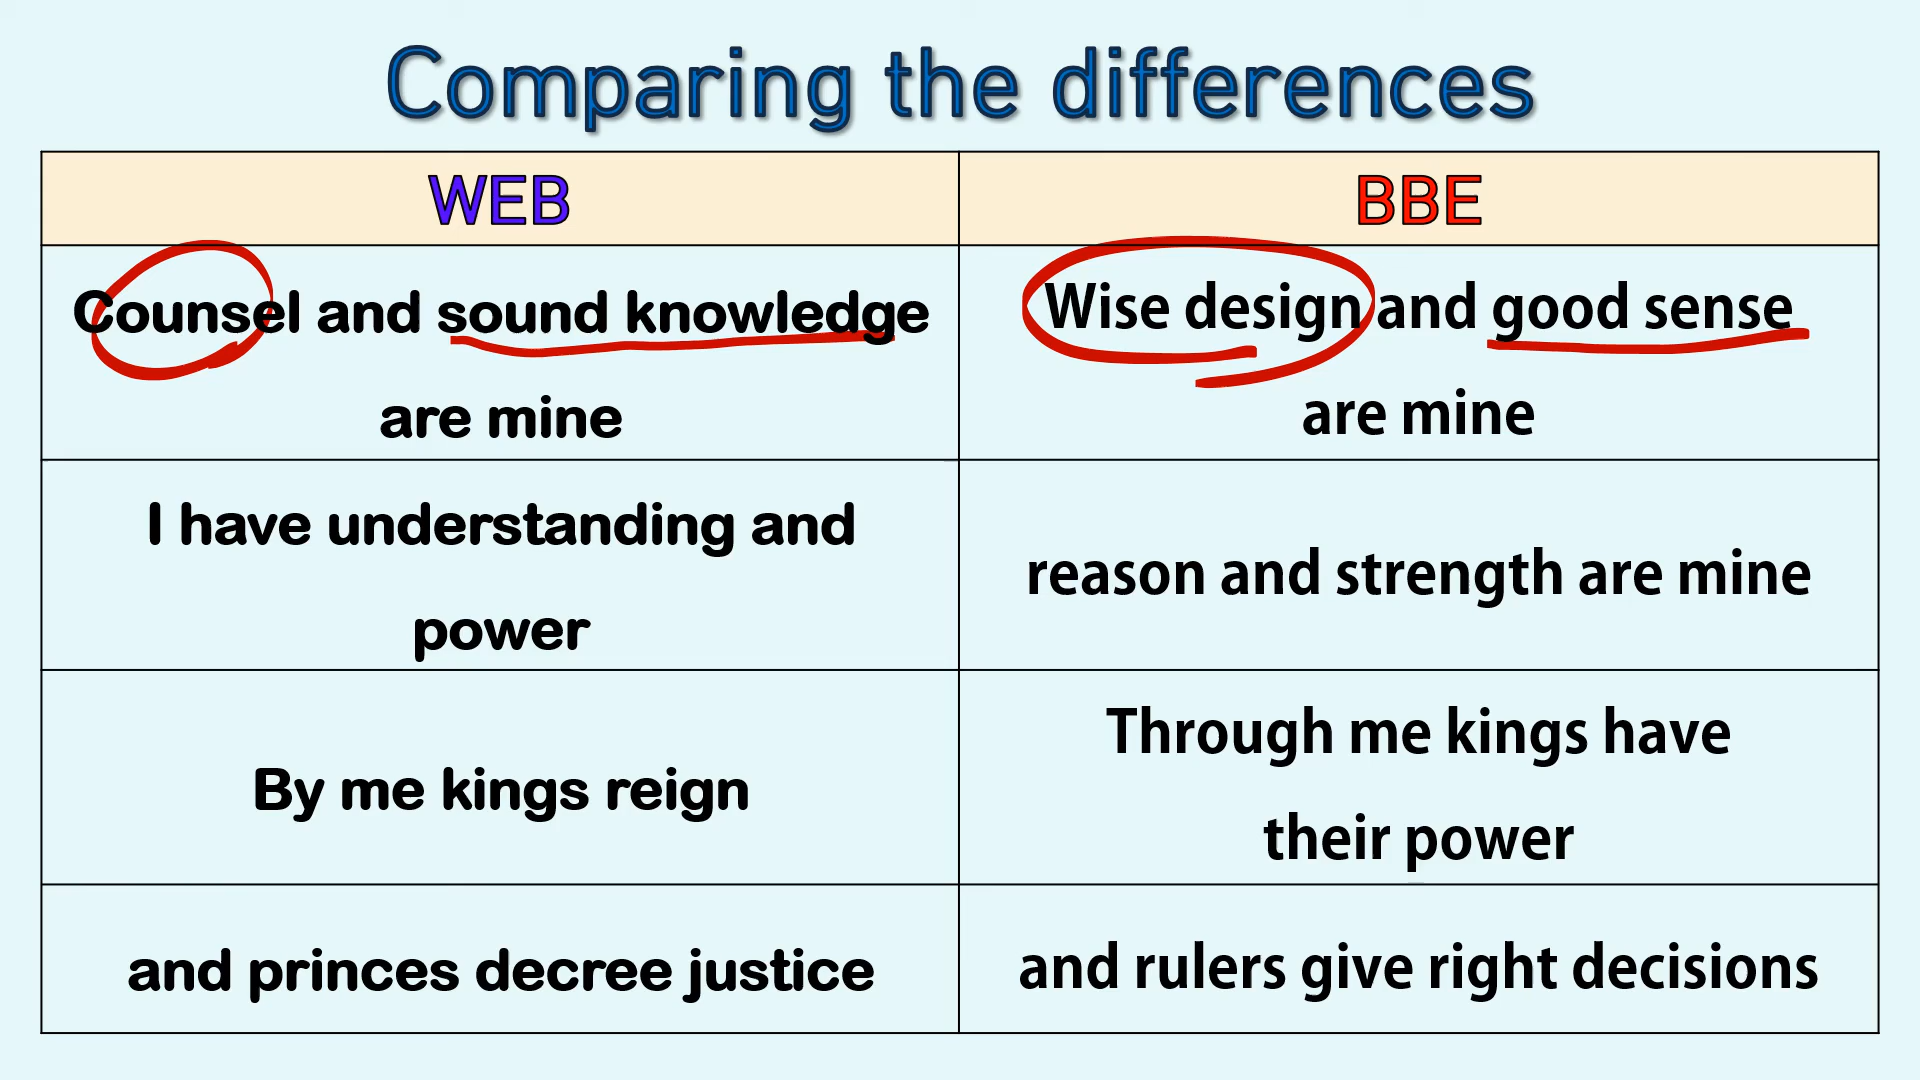 Comparing the differences
WEB
BBE
Counsel and sound knowledge
are mine
Wise design and good sense
are mine
I have understanding and
power
reason and strength are mine
By me kings reign
Through me kings have
their power
and princes decree justice
and rulers give right decisions